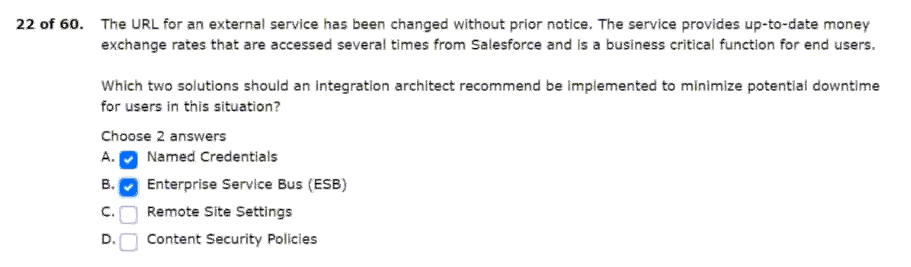 22 of 60. The URL for an external service has been changed without prior notice. The service provides up-to-date money
exchange rates that are accessed several times from Salesforce and is a business critical function for end users.
Which two solutions should an integration architect recommend be implemented to minimize potential downtime
for users in this situation?
Choose 2 answers
A. Named Credentials
B. Enterprise Service Bus (ESB)
C. Remote Site Settings
D. Content Security Policies